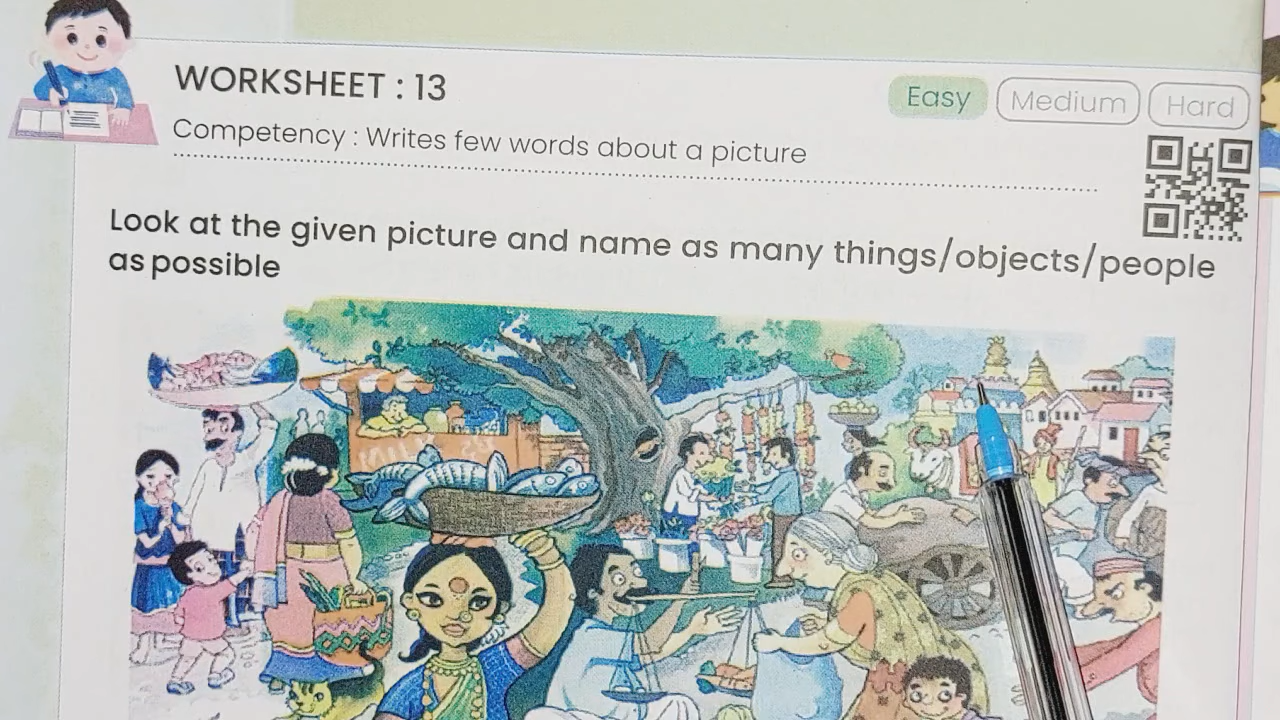 WORKSHEET : 13
Easy
Medium
Hard
Competency : Writes few words about a picture
Look at the given picture and name as many things/objects/people
as possible
MILK